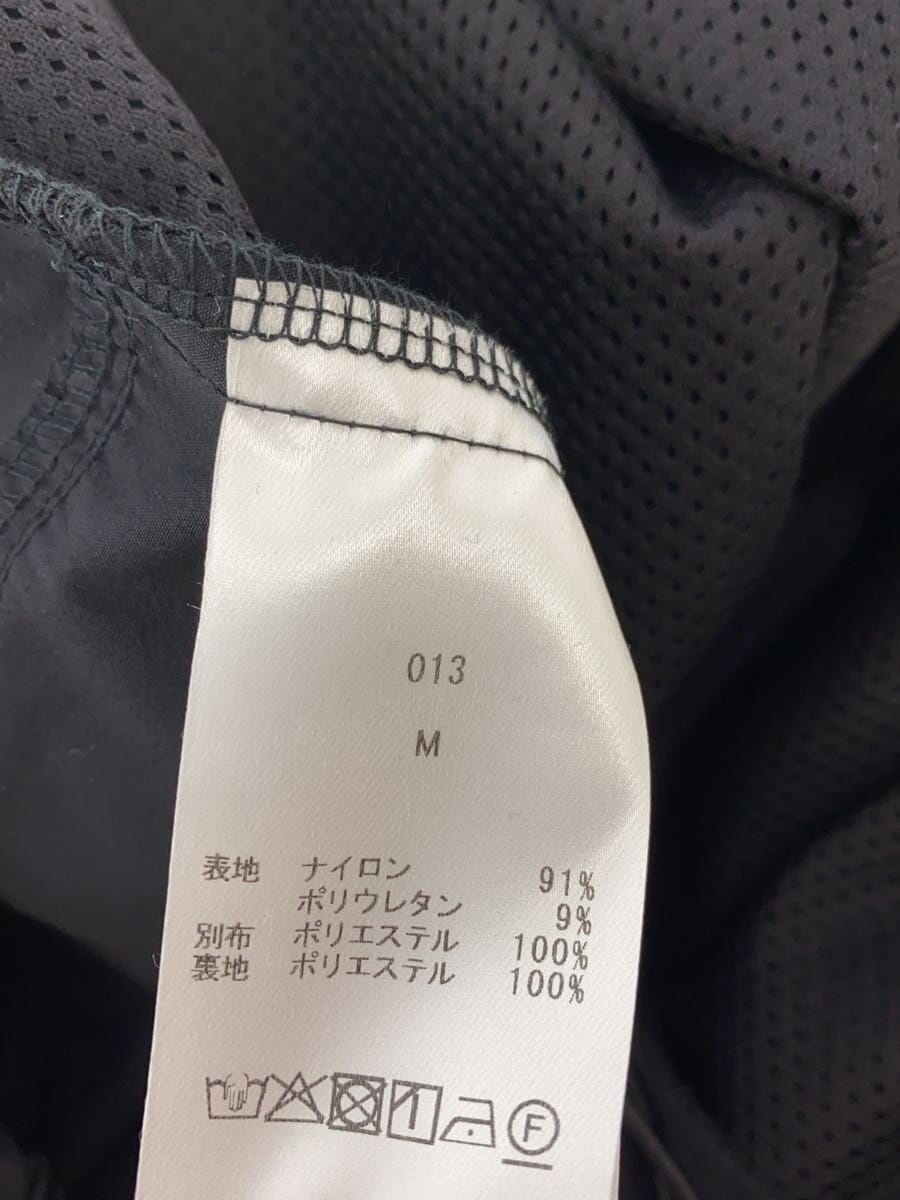 013
M
表地 ナイロン 91%
ポリウレタン 9%
別布 ポリエステル 100%
裏地 ポリエステル 100%
F